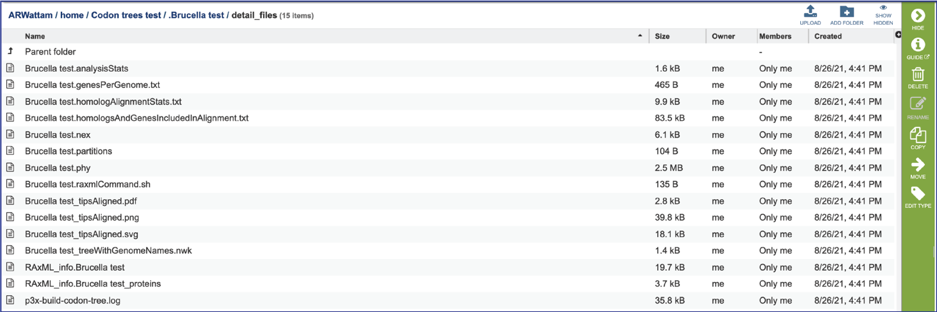 ARWattam / home / Codon trees test / .Brucella test / detail_files (15 items)
UPLOAD
ADD FOLDER
SHOW HIDDEN
HIDE
Name Size Owner Members Created
Parent folder -
GUIDE
Brucella test.analysisStats 1.6 kB me Only me 8/26/21, 4:41 PM
Brucella test.genesPerGenome.txt 465 B me Only me 8/26/21, 4:41 PM
DELETE
Brucella test.homologAlignmentStats.txt 9.9 kB me Only me 8/26/21, 4:41 PM
Brucella test.homologsAndGenesIncludedInAlignment.txt 83.5 kB me Only me 8/26/21, 4:41 PM
RENAME
Brucella test.nex 6.1 kB me Only me 8/26/21, 4:41 PM
Brucella test.partitions 104 B me Only me 8/26/21, 4:41 PM
COPY
Brucella test.phy 2.5 MB me Only me 8/26/21, 4:41 PM
MOVE
Brucella test.raxmlCommand.sh 135 B me Only me 8/26/21, 4:41 PM
Brucella test_tipsAligned.pdf 2.8 kB me Only me 8/26/21, 4:41 PM
EDIT TYPE
Brucella test_tipsAligned.png 39.8 kB me Only me 8/26/21, 4:41 PM
Brucella test_tipsAligned.svg 18.1 kB me Only me 8/26/21, 4:41 PM
Brucella test_treeWithGenomeNames.nwk 1.4 kB me Only me 8/26/21, 4:41 PM
RAxML_info.Brucella test 19.7 kB me Only me 8/26/21, 4:41 PM
RAxML_info.Brucella test_proteins 3.7 kB me Only me 8/26/21, 4:41 PM
p3x-build-codon-tree.log 35.8 kB me Only me 8/26/21, 4:41 PM